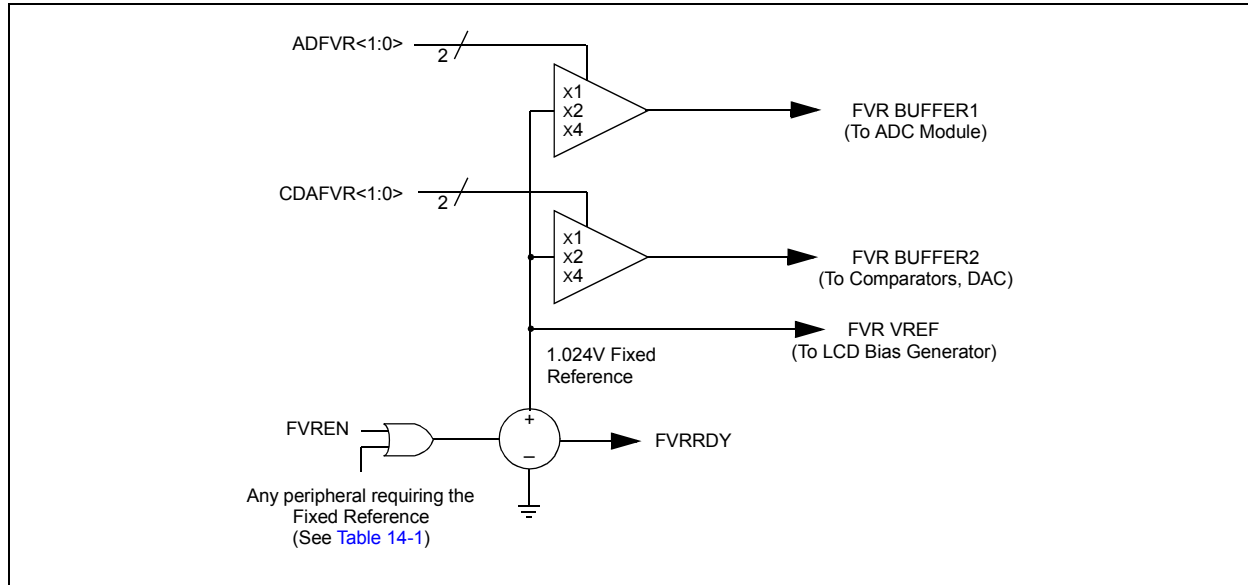 ADFVR<1:0>
2
X1
X2
X4
FVR BUFFER1
(To ADC Module)
CDAFVR<1:0>
2
X1
X2
X4
FVR BUFFER2
(To Comparators, DAC)
FVR VREF
(To LCD Bias Generator)
1.024V Fixed
Reference
+
FVREN
FVRRDY
–
Any peripheral requiring the
Fixed Reference
(See Table 14-1)